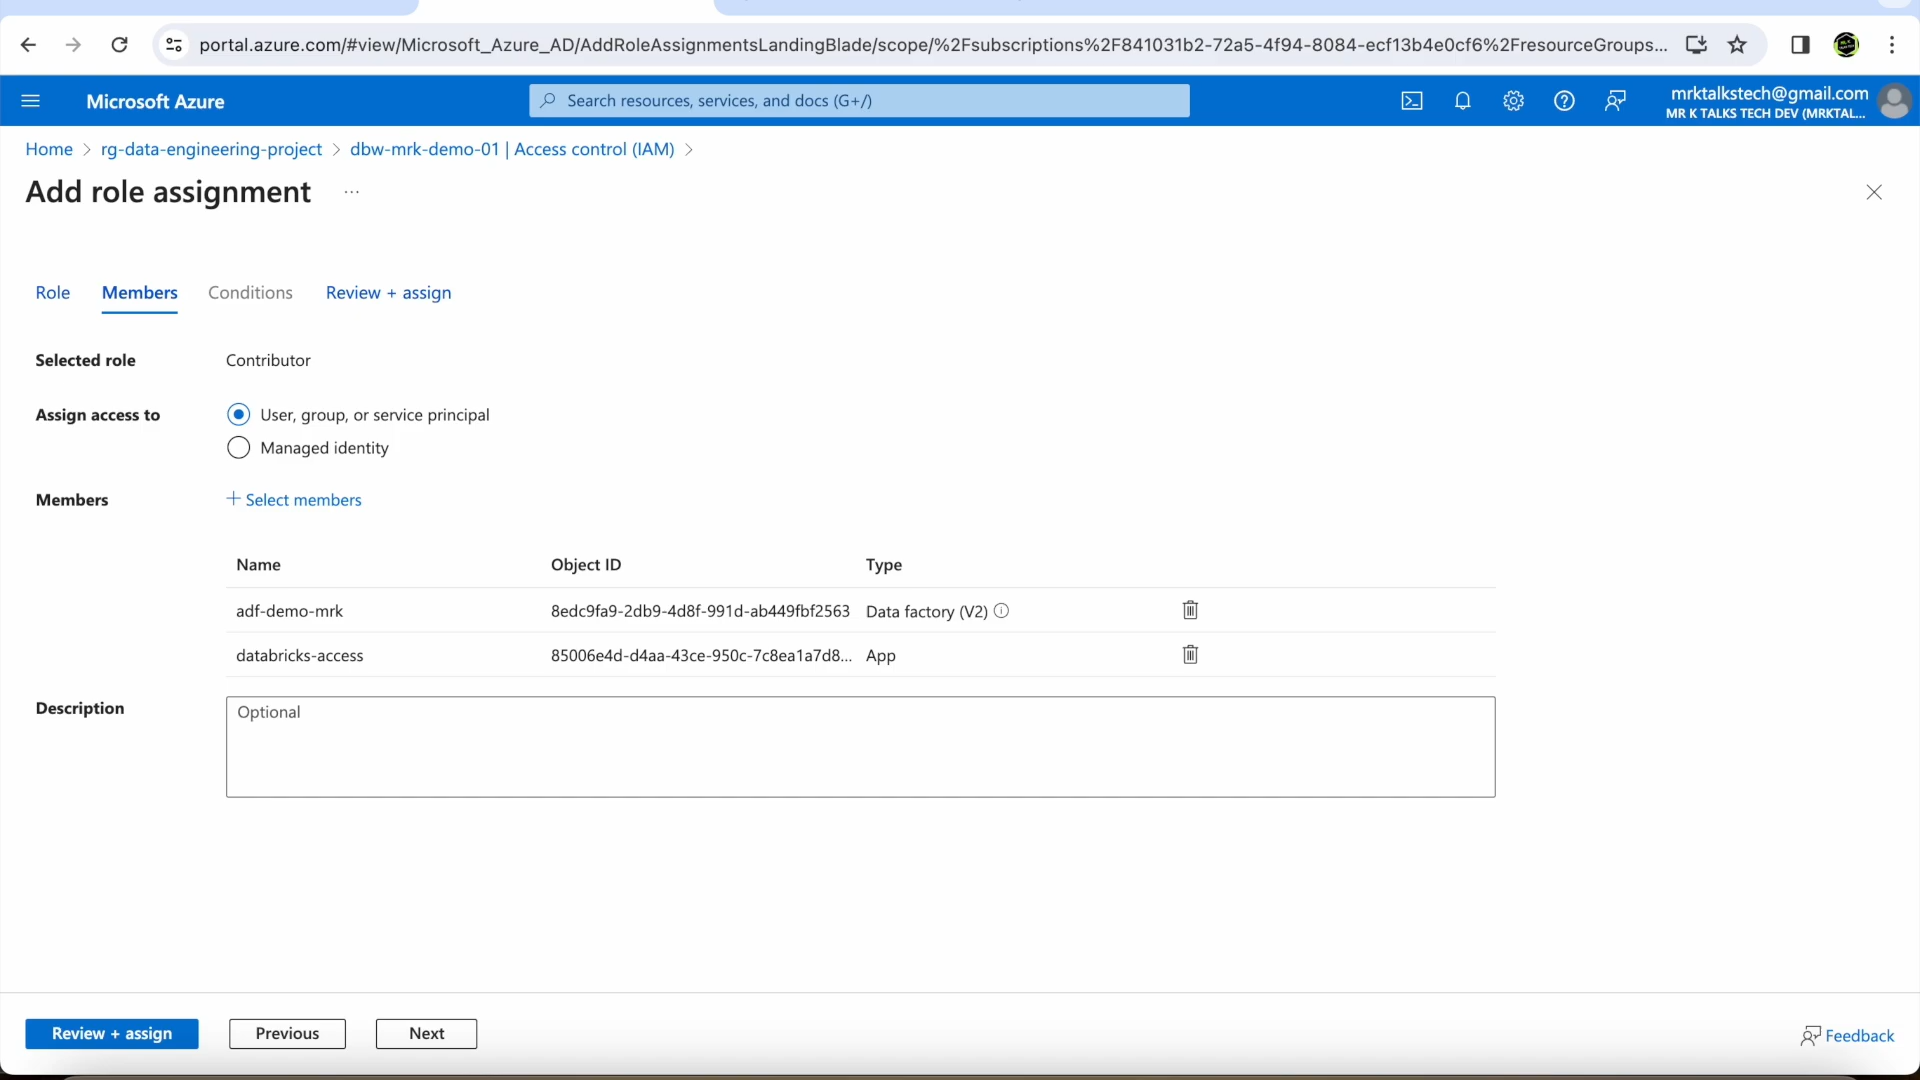 portal.azure.com/#view/Microsoft_Azure_AD/AddRoleAssignmentsLandingBlade/scope/%2Fsubscriptions%2F841031b2-72a5-4f94-8084-ecf13b4e0cf6%2FresourceGroups...
Microsoft Azure
Search resources, services, and docs (G+/)
mrktalkstech@gmail.com
MR K TALKS TECH DEV (MRKTAL...
Home > rg-data-engineering-project > dbw-mrk-demo-01 | Access control (IAM) >
Add role assignment ...
Role Members Conditions Review + assign
Selected role Contributor
Assign access to User, group, or service principal
Managed identity
Members + Select members
Name Object ID Type
adf-demo-mrk 8edc9fa9-2db9-4d8f-991d-ab449fbf2563 Data factory (V2)
databricks-access 85006e4d-d4aa-43ce-950c-7c8ea1a7d8... App
Description Optional
Review + assign Previous Next Feedback